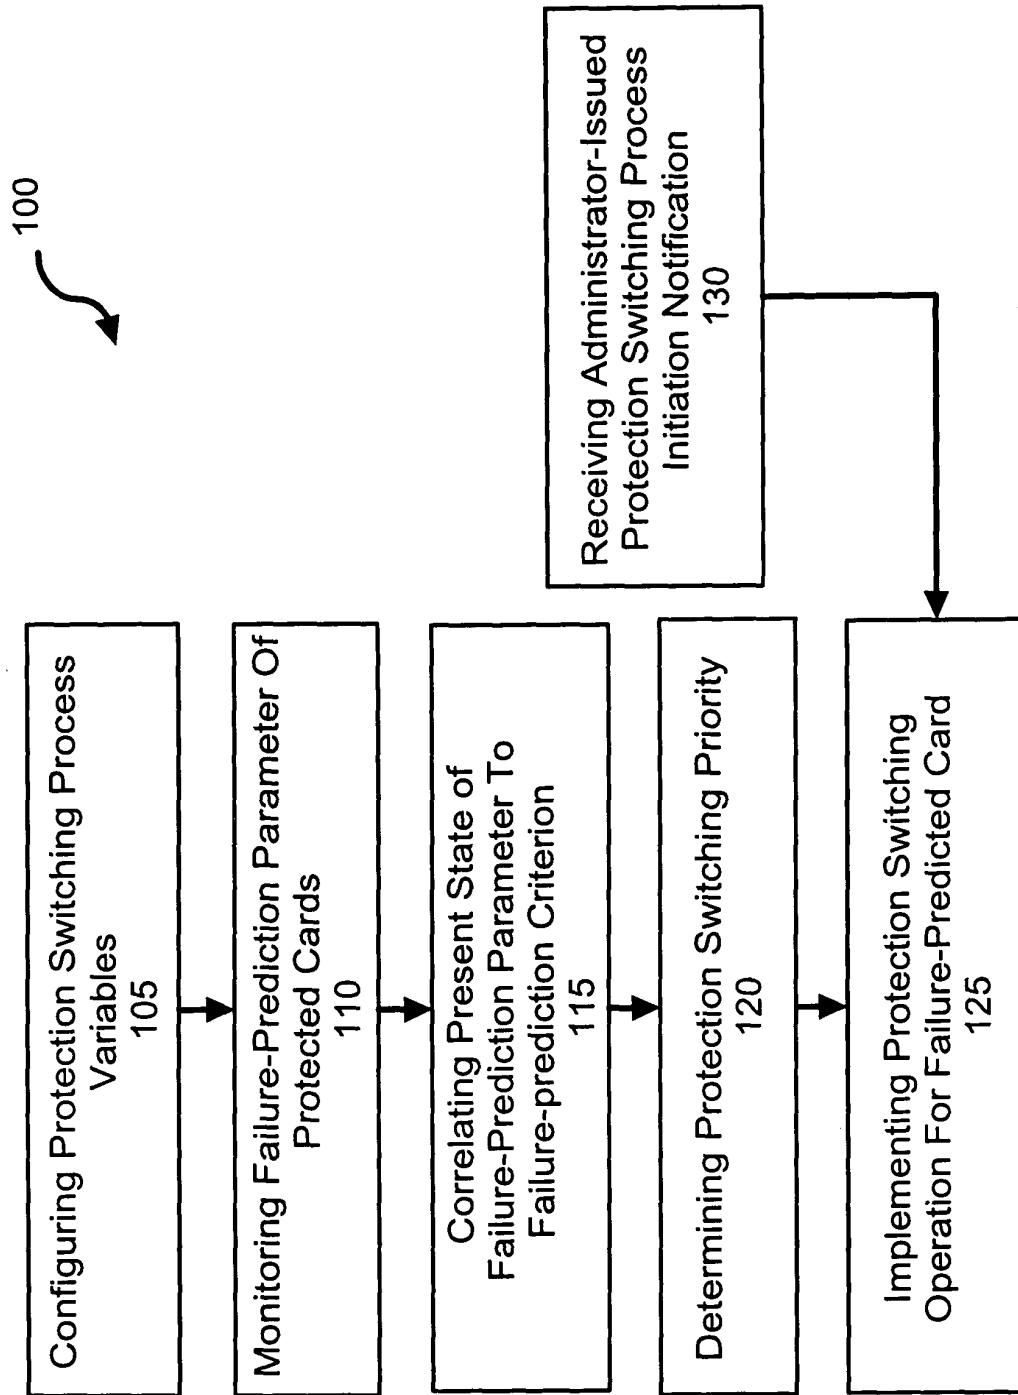 100
Configuring Protection Switching Process
Variables
105
Monitoring Failure-Prediction Parameter Of
Protected Cards
110
Correlating Present State of
Failure-Prediction Parameter To
Failure-prediction Criterion
115
Determining Protection Switching Priority
120
Implementing Protection Switching
Operation For Failure-Predicted Card
125
Receiving Administrator-Issued
Protection Switching Process
Initiation Notification
130